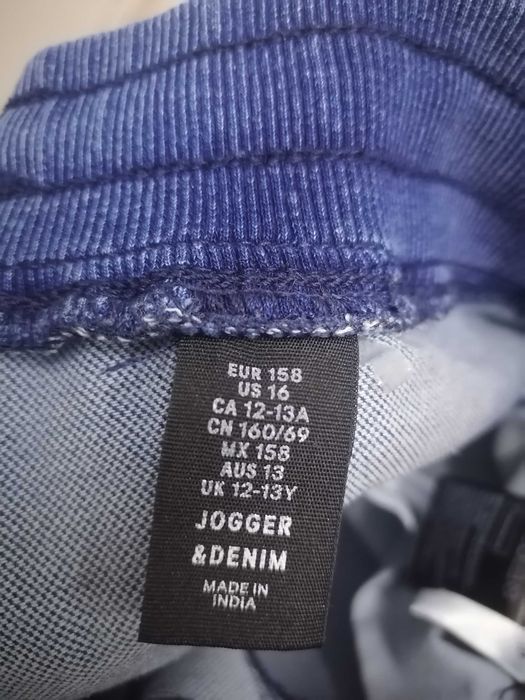 EUR 158
US 16
CA 12-13A
CN 160/69
MX 158
AUS 13
UK 12-13Y
JOGGER
&DENIM
MADE IN
INDIA